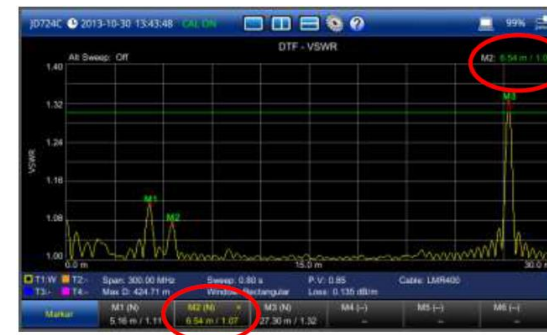 JD724C 2013-10-30 13:43:48 CAL ON 99%
DTF - VSWR
Alt Sweep: Off
M2: 6.54 m / 1.0
1.40
1.32
1.24
1.16
1.08
1.00
VSWR
M1
M2
M3
0.0 m 15.0 m 30.0
T1:W T2:- Span: 300.00 MHz Sweep: 0.80 s P.V: 0.85 Cable: LMR400
T3:- T4:- Max D: 424.71 m Window: Rectangular Loss: 0.135 dB/m
Marker
M1 (N) M2 (N) M3 (N) M4 (--) M5 (--) M6 (--)
5.16 m / 1.11 6.54 m / 1.07 27.30 m / 1.32 -- -- --